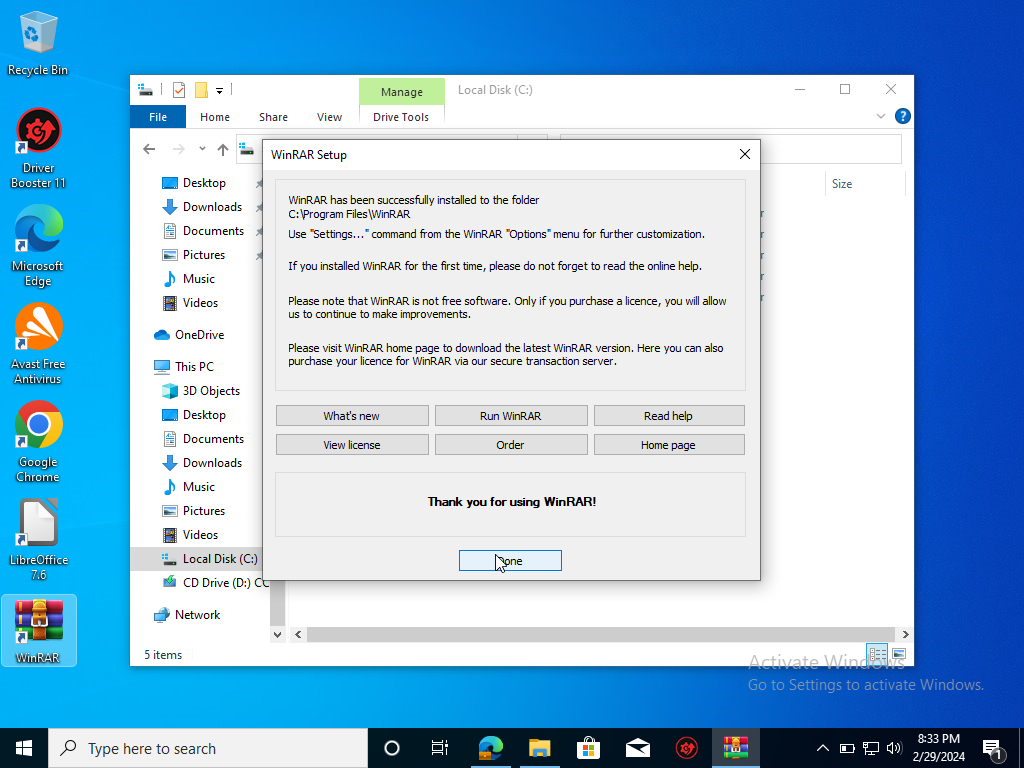 Recycle Bin
Driver
Booster 11
Microsoft
Edge
Avast Free
Antivirus
Google
Chrome
LibreOffice
7.6
WinRAR
Manage
Local Disk (C:)
File
Home
Share
View
Drive Tools
Size
Desktop
Downloads
Documents
Pictures
Music
Videos
OneDrive
This PC
3D Objects
Desktop
Documents
Downloads
Music
Pictures
Videos
Local Disk (C:)
CD Drive (D:) CC
Network
5 items
WinRAR Setup
WinRAR has been successfully installed to the folder
C:\Program Files\WinRAR
Use "Settings..." command from the WinRAR "Options" menu for further customization.
If you installed WinRAR for the first time, please do not forget to read the online help.
Please note that WinRAR is not free software. Only if you purchase a licence, you will allow
us to continue to make improvements.
Please visit WinRAR home page to download the latest WinRAR version. Here you can also
purchase your licence for WinRAR via our secure transaction server.
What's new
Run WinRAR
Read help
View license
Order
Home page
Thank you for using WinRAR!
Done
Activate Windows
Go to Settings to activate Windows.
Type here to search
8:33 PM
2/29/2024
1